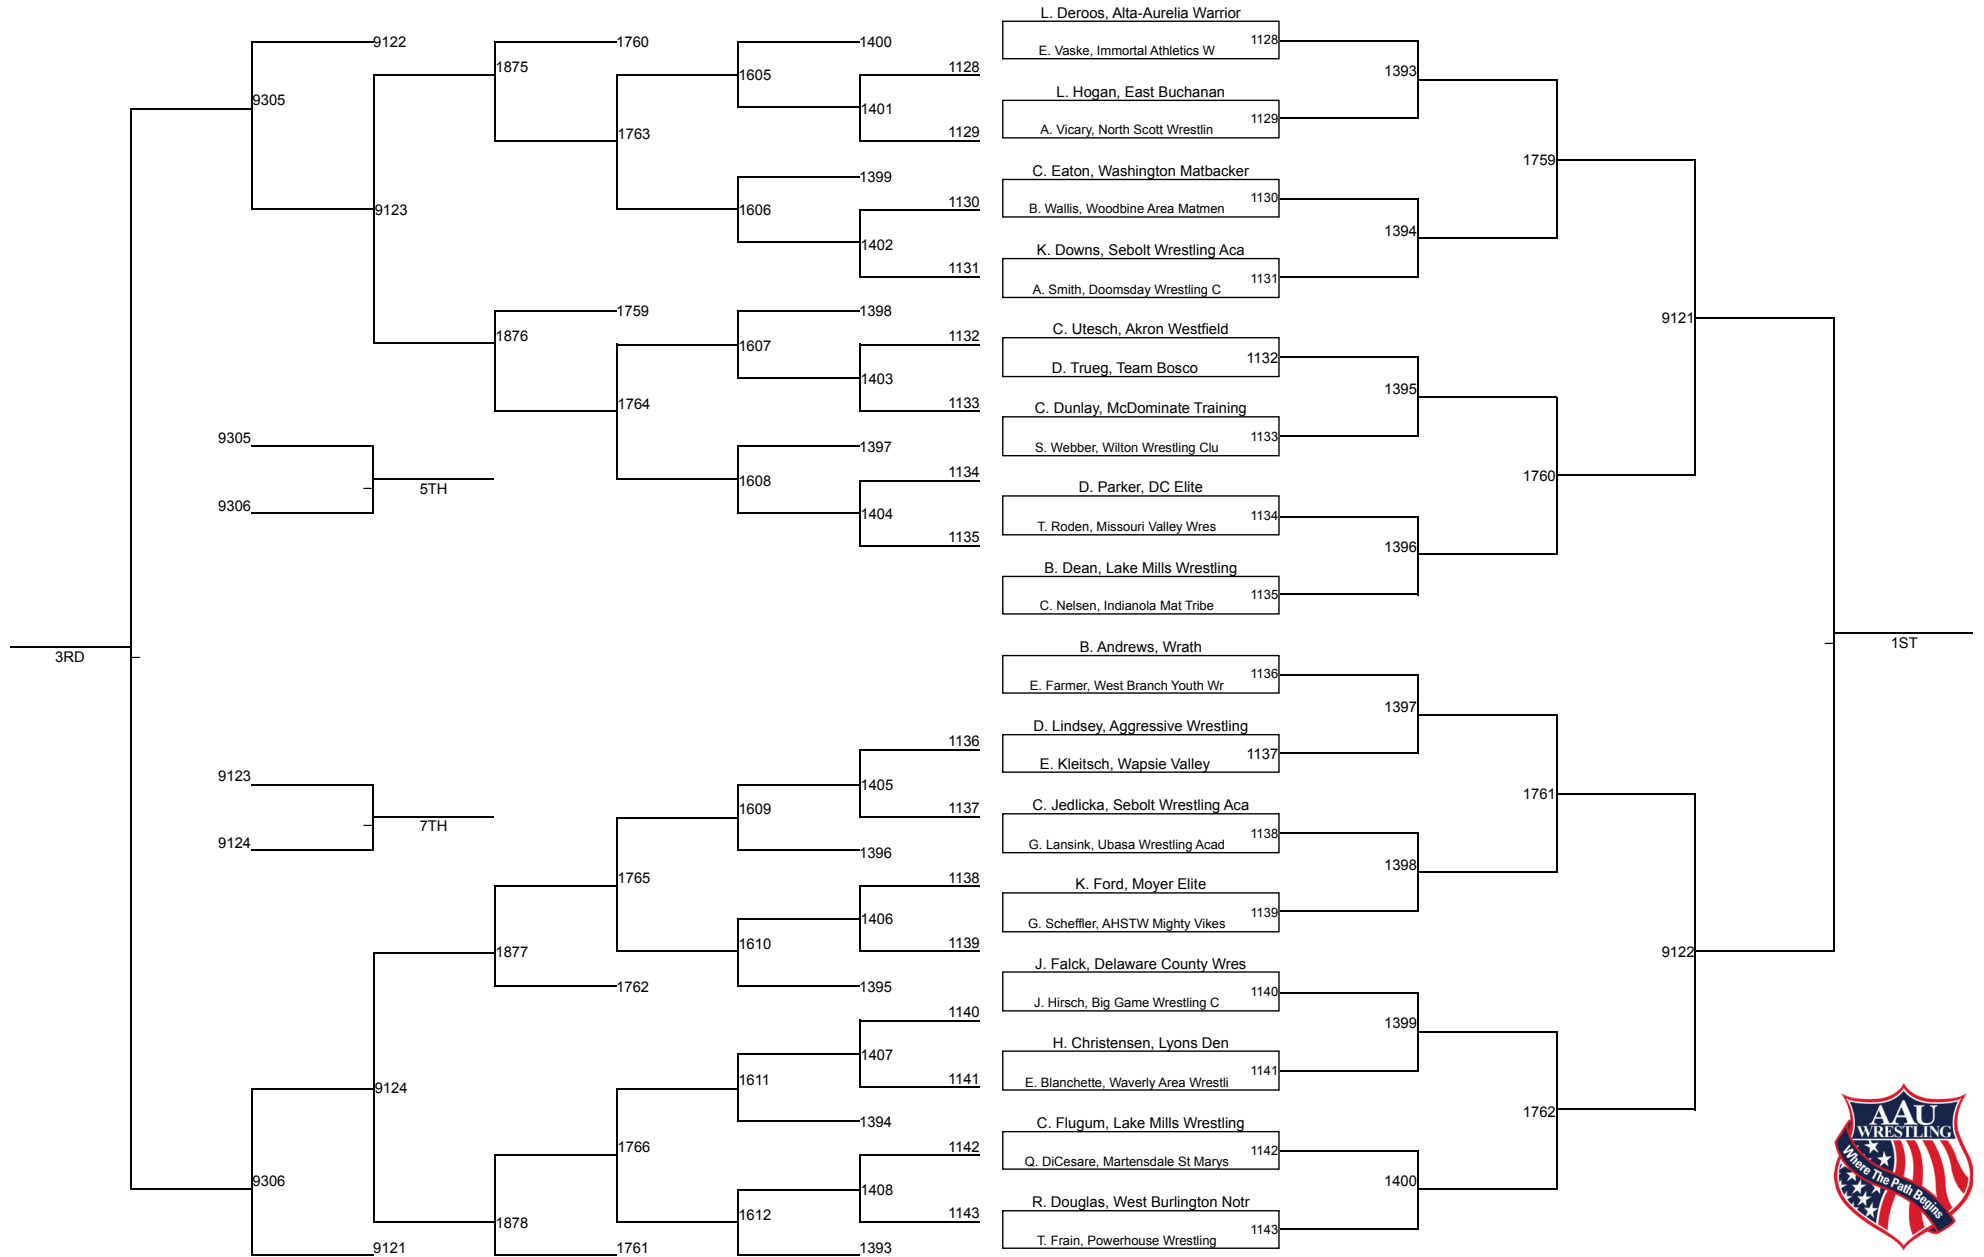 L. Deroos, Alta-Aurelia Warrior
1128
E. Vaske, Immortal Athletics W
L. Hogan, East Buchanan
1129
A. Vicary, North Scott Wrestlin
C. Eaton, Washington Matbacker
1130
B. Wallis, Woodbine Area Matmen
K. Downs, Sebolt Wrestling Aca
1131
A. Smith, Doomsday Wrestling C
C. Utesch, Akron Westfield
1132
D. Trueg, Team Bosco
C. Dunlay, McDominate Training
1133
S. Webber, Wilton Wrestling Clu
D. Parker, DC Elite
1134
T. Roden, Missouri Valley Wres
B. Dean, Lake Mills Wrestling
1135
C. Nelsen, Indianola Mat Tribe
B. Andrews, Wrath
1136
E. Farmer, West Branch Youth Wr
D. Lindsey, Aggressive Wrestling
1137
E. Kleitsch, Wapsie Valley
C. Jedlicka, Sebolt Wrestling Aca
1138
G. Lansink, Ubasa Wrestling Acad
K. Ford, Moyer Elite
1139
G. Scheffler, AHSTW Mighty Vikes
J. Falck, Delaware County Wres
1140
J. Hirsch, Big Game Wrestling C
H. Christensen, Lyons Den
1141
E. Blanchette, Waverly Area Wrestli
C. Flugum, Lake Mills Wrestling
1142
Q. DiCesare, Martensdale St Marys
R. Douglas, West Burlington Notr
1143
T. Frain, Powerhouse Wrestling
1393
1394
1395
1396
1397
1398
1399
1400
1759
1760
1761
1762
9121
9122
1ST
1128
1129
1130
1131
1132
1133
1134
1135
1136
1137
1138
1139
1140
1141
1142
1143
1400
1401
1399
1402
1398
1403
1397
1404
1405
1396
1406
1395
1407
1394
1408
1393
1605
1606
1607
1608
1609
1610
1611
1612
1760
1763
1759
1764
1765
1762
1766
1761
1875
1876
1877
1878
9122
9123
9124
9121
9305
9306
9305
9306
5TH
9123
9124
7TH
3RD
AAU
WRESTLING
Where The Path Begins